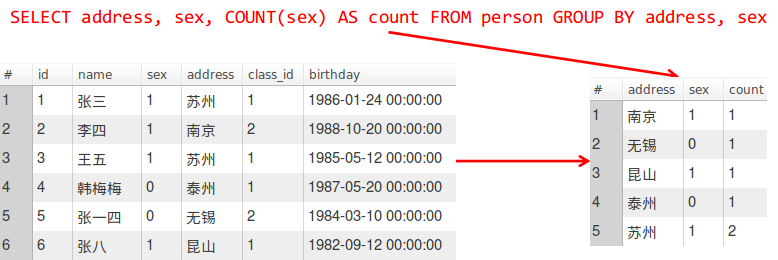 SELECT address, sex, COUNT(sex) AS count FROM person GROUP BY address, sex
# id name sex address class_id birthday
1 1 张三 1 苏州 1 1986-01-24 00:00:00
2 2 李四 1 南京 2 1988-10-20 00:00:00
3 3 王五 1 苏州 1 1985-05-12 00:00:00
4 4 韩梅梅 0 泰州 1 1987-05-20 00:00:00
5 5 张一四 0 无锡 2 1984-03-10 00:00:00
6 6 张八 1 昆山 1 1982-09-12 00:00:00
# address sex count
1 南京 1 1
2 无锡 0 1
3 昆山 1 1
4 泰州 0 1
5 苏州 1 2